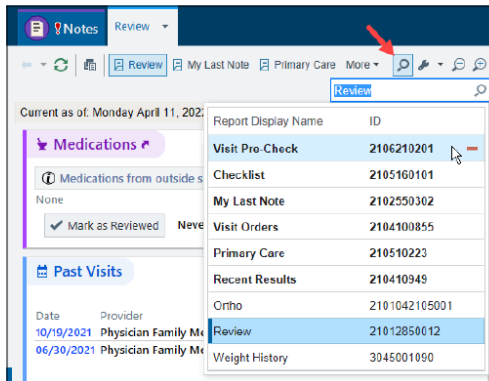 Notes
Review
Review My Last Note Primary Care More
Review
Current as of: Monday April 11, 202
Report Display Name ID
Medications
Visit Pro-Check 2106210201
Checklist 2105160101
Medications from outside s
None
My Last Note 2102550302
Mark as Reviewed Neve
Visit Orders 2104100855
Primary Care 210510223
Past Visits
Recent Results 210410949
Ortho 2101042105001
Date Provider
10/19/2021 Physician Family Me
Review 21012850012
06/30/2021 Physician Family Me
Weight History 3045001090